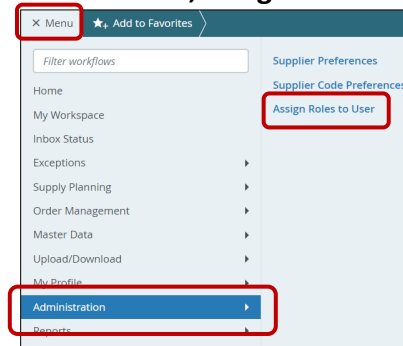 × Menu ★+ Add to Favorites
Filter workflows
Home
My Workspace
Inbox Status
Exceptions
Supply Planning
Order Management
Master Data
Upload/Download
My Profile
Administration
Reports
Supplier Preferences
Supplier Code Preferences
Assign Roles to User